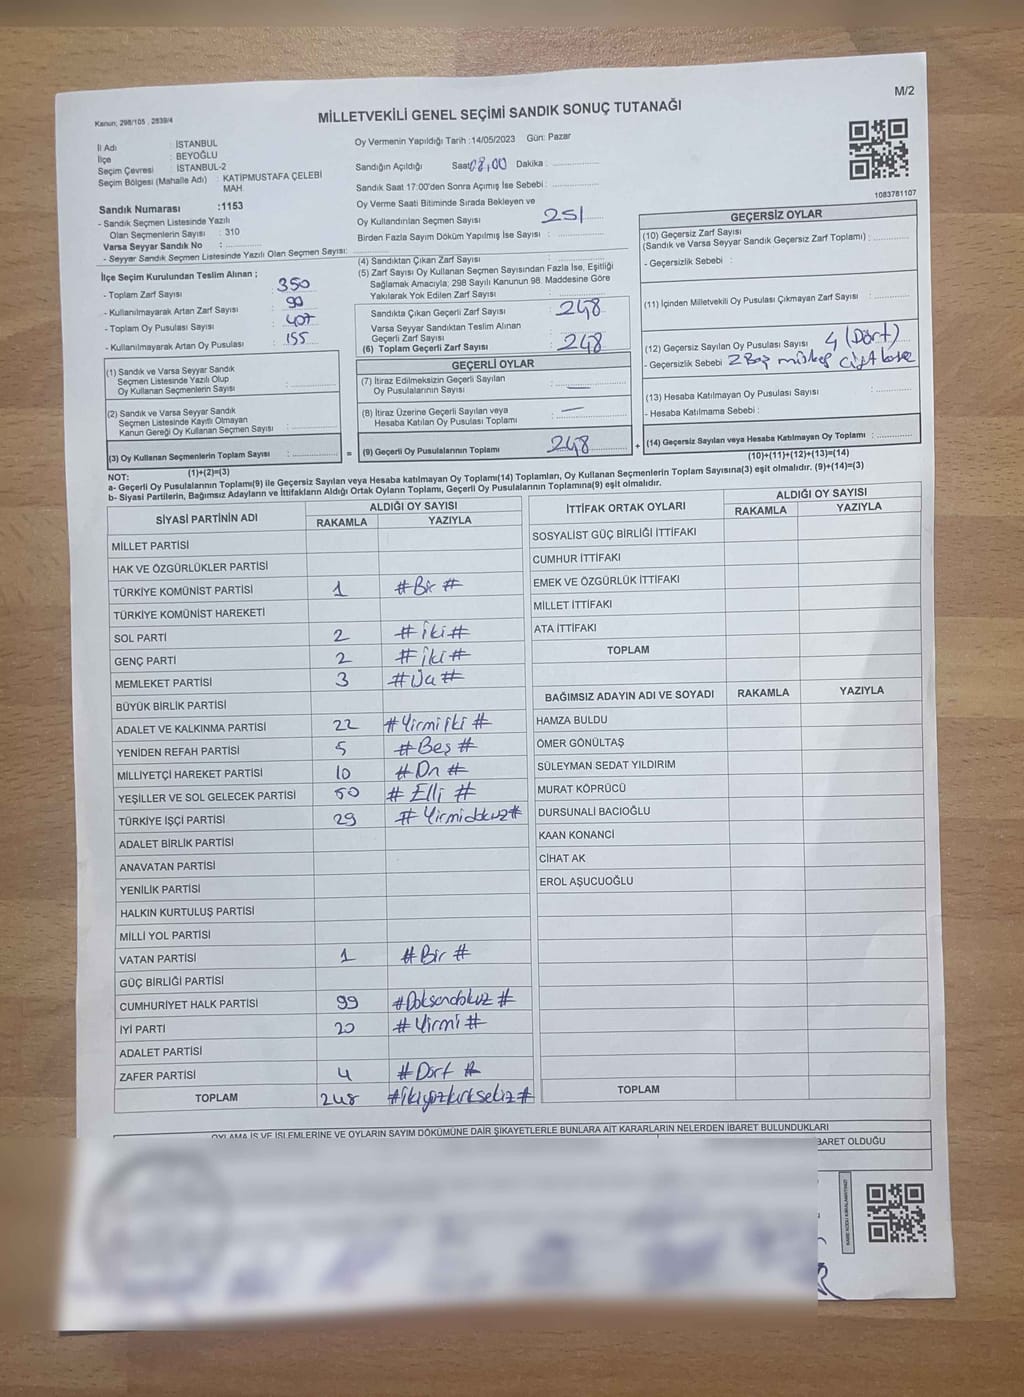 M/2
Kanun; 298/105 , 2839/4
MİLLETVEKİLİ GENEL SEÇİMİ SANDIK SONUÇ TUTANAĞI
İl Adı : İSTANBUL
İlçe : BEYOĞLU
Seçim Çevresi : İSTANBUL-2
Seçim Bölgesi (Mahalle Adı) : KATİPMUSTAFA ÇELEBİ
MAH
Sandık Numarası :1153
- Sandık Seçmen Listesinde Yazılı
Olan Seçmenlerin Sayısı : 310
Varsa Seyyar Sandık No :
- Seyyar Sandık Seçmen Listesinde Yazılı Olan Seçmen Sayısı:
Oy Vermenin Yapıldığı Tarih :14/05/2023 Gün: Pazar
Sandığın Açıldığı Saat 08,00 Dakika :
Sandık Saat 17:00'den Sonra Açımış İse Sebebi :
Oy Verme Saati Bitiminde Sırada Bekleyen ve
Oy Kullandırılan Seçmen Sayısı 251
Birden Fazla Sayım Döküm Yapılmış İse Sayısı :
1083781107
İlçe Seçim Kurulundan Teslim Alınan ;
- Toplam Zarf Sayısı 350
- Kullanılmayarak Artan Zarf Sayısı : 99
- Toplam Oy Pusulası Sayısı : 407
- Kullanılmayarak Artan Oy Pusulası : 155
(1) Sandık ve Varsa Seyyar Sandık
Seçmen Listesinde Yazılı Olup
Oy Kullanan Seçmenlerin Sayısı :
(2) Sandık ve Varsa Seyyar Sandık
Seçmen Listesinde Kayıtlı Olmayan
Kanun Gereği Oy Kullanan Seçmen Sayısı :
(3) Oy Kullanan Seçmenlerin Toplam Sayısı :
(1)+(2)=(3)
(4) Sandıktan Çıkan Zarf Sayısı :
(5) Zarf Sayısı Oy Kullanan Seçmen Sayısından Fazla İse, Eşitliği
Sağlamak Amacıyla; 298 Sayılı Kanunun 98. Maddesine Göre
Yakılarak Yok Edilen Zarf Sayısı :
Sandıkta Çıkan Geçerli Zarf Sayısı : 248
Varsa Seyyar Sandıktan Teslim Alınan
Geçerli Zarf Sayısı :
(6) Toplam Geçerli Zarf Sayısı : 248
GEÇERLİ OYLAR
(7) İtiraz Edilmeksizin Geçerli Sayılan
Oy Pusulalarının Sayısı : —
(8) İtiraz Üzerine Geçerli Sayılan veya
Hesaba Katılan Oy Pusulası Toplamı : —
= (9) Geçerli Oy Pusulalarının Toplamı 248 +
GEÇERSİZ OYLAR
(10) Geçersiz Zarf Sayısı
(Sandık ve Varsa Seyyar Sandık Geçersiz Zarf Toplamı) :
- Geçersizlik Sebebi :
(11) İçinden Milletvekili Oy Pusulası Çıkmayan Zarf Sayısı :
(12) Geçersiz Sayılan Oy Pusulası Sayısı 4 (Dört)
- Geçersizlik Sebebi 2 Boş
(13) Hesaba Katılmayan Oy Pusulası Sayısı :
- Hesaba Katılmama Sebebi :
(14) Geçersiz Sayılan veya Hesaba Katılmayan Oy Toplamı :
(10)+(11)+(12)+(13)=(14)
NOT:
a- Geçerli Oy Pusulalarının Toplamı(9) ile Geçersiz Sayılan veya Hesaba katılmayan Oy Toplamı(14) Toplamları, Oy Kullanan Seçmenlerin Toplam Sayısına(3) eşit olmalıdır. (9)+(14)=(3)
b- Siyasi Partilerin, Bağımsız Adayların ve İttifakların Aldığı Ortak Oyların Toplamı, Geçerli Oy Pusulalarının Toplamına(9) eşit olmalıdır.
SİYASİ PARTİNİN ADI ALDIĞI OY SAYISI
RAKAMLA YAZIYLA
MİLLET PARTİSİ
HAK VE ÖZGÜRLÜKLER PARTİSİ
TÜRKİYE KOMÜNİST PARTİSİ 1 #Bir #
TÜRKİYE KOMÜNİST HAREKETİ
SOL PARTİ 2 #iki#
GENÇ PARTİ 2 #iki#
MEMLEKET PARTİSİ 3 #Üç#
BÜYÜK BİRLİK PARTİSİ
ADALET VE KALKINMA PARTİSİ 22 #Yirmiiki #
YENİDEN REFAH PARTİSİ 5 #Beş #
MİLLİYETÇİ HAREKET PARTİSİ 10 #On #
YEŞİLLER VE SOL GELECEK PARTİSİ 50 # Elli #
TÜRKİYE İŞÇİ PARTİSİ 29 # Yirmidokuz#
ADALET BİRLİK PARTİSİ
ANAVATAN PARTİSİ
YENİLİK PARTİSİ
HALKIN KURTULUŞ PARTİSİ
MİLLİ YOL PARTİSİ
VATAN PARTİSİ 1 #Bir #
GÜÇ BİRLİĞİ PARTİSİ
CUMHURİYET HALK PARTİSİ 99 #Doksandokuz #
İYİ PARTİ 20 #Yirmi #
ADALET PARTİSİ
ZAFER PARTİSİ 4 #Dört #
TOPLAM 248 #ikiyüzkırksekiz#
İTTİFAK ORTAK OYLARI ALDIĞI OY SAYISI
RAKAMLA YAZIYLA
SOSYALİST GÜÇ BİRLİĞİ İTTİFAKI
CUMHUR İTTİFAKI
EMEK VE ÖZGÜRLÜK İTTİFAKI
MİLLET İTTİFAKI
ATA İTTİFAKI
TOPLAM
BAĞIMSIZ ADAYIN ADI VE SOYADI RAKAMLA YAZIYLA
HAMZA BULDU
ÖMER GÖNÜLTAŞ
SÜLEYMAN SEDAT YILDIRIM
MURAT KÖPRÜCÜ
DURSUNALİ BACIOĞLU
KAAN KONANCİ
CİHAT AK
EROL AŞUCUOĞLU
TOPLAM
OYLAMA İŞ VE İŞLEMLERİNE VE OYLARIN SAYIM DÖKÜMÜNE DAİR ŞİKAYETLERLE BUNLARA AİT KARARLARIN NELERDEN İBARET BULUNDUKLARI
BARET OLDUĞU